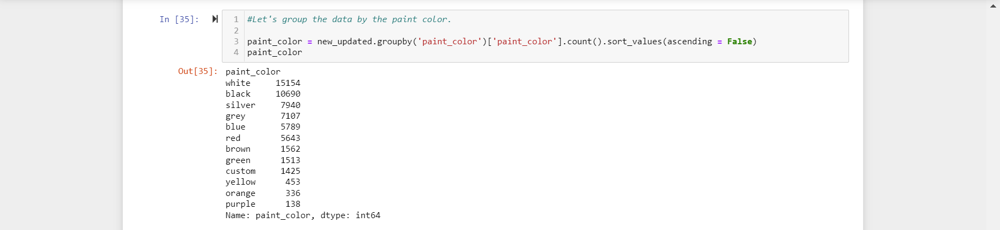 In [35]:
1 #Let's group the data by the paint color.
2
3 paint_color = new_updated.groupby('paint_color')['paint_color'].count().sort_values(ascending = False)
4 paint_color
Out[35]: paint_color
white 15154
black 10690
silver 7940
grey 7107
blue 5789
red 5643
brown 1562
green 1513
custom 1425
yellow 453
orange 336
purple 138
Name: paint_color, dtype: int64